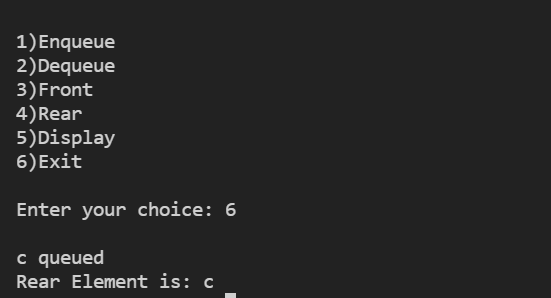 1)Enqueue
2)Dequeue
3)Front
4)Rear
5)Display
6)Exit
Enter your choice: 6
c queued
Rear Element is: c